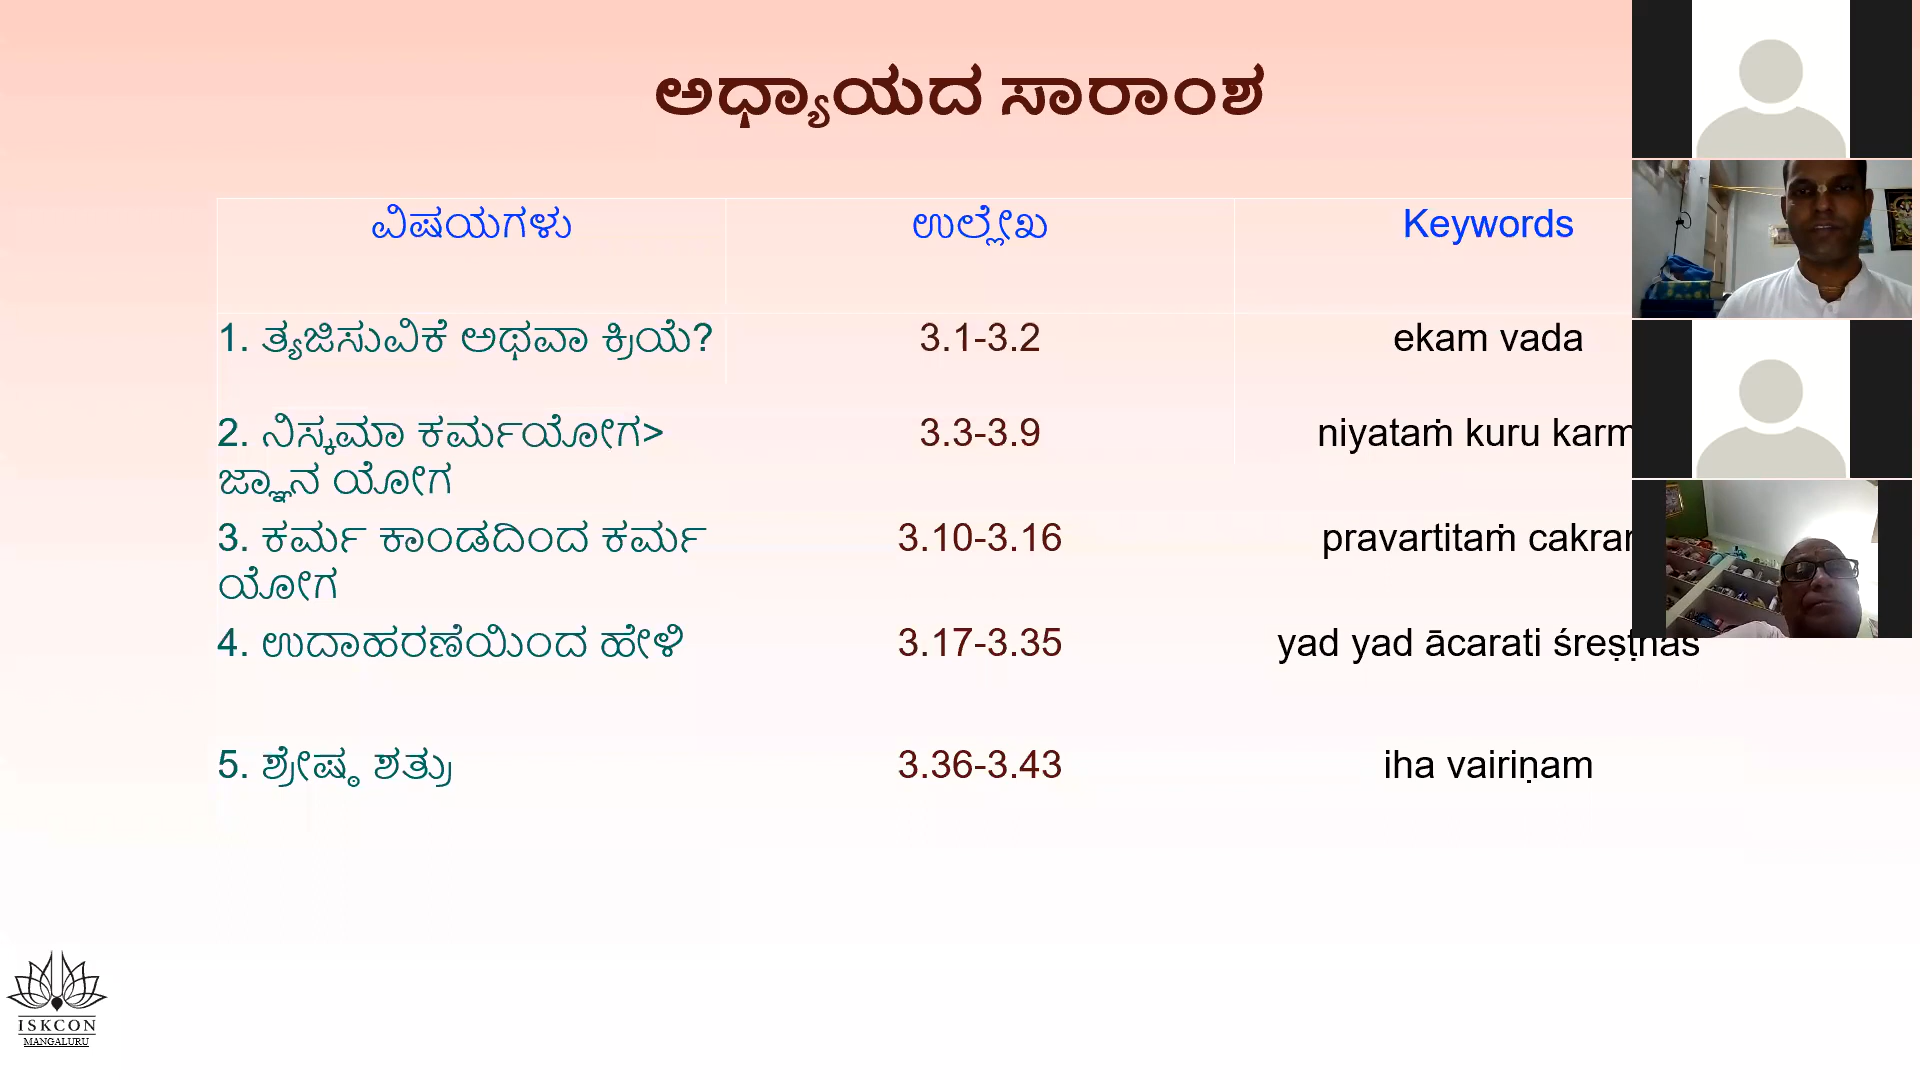 ಅಧ್ಯಾಯದ ಸಾರಾಂಶ
ವಿಷಯಗಳು ಉಲ್ಲೇಖ Keywords
1. ತ್ಯಜಿಸುವಿಕೆ ಅಥವಾ ಕ್ರಿಯೆ? 3.1-3.2 ekam vada
2. ನಿಸ್ಕಮಾ ಕರ್ಮಯೋಗ> 3.3-3.9 niyataṁ kuru
ಜ್ಞಾನ ಯೋಗ
3. ಕರ್ಮ ಕಾಂಡದಿಂದ ಕರ್ಮ 3.10-3.16 pravartitaṁ
ಯೋಗ
4. ಉದಾಹರಣೆಯಿಂದ ಹೇಳಿ 3.17-3.35 yad yad ācarati śreṣṭhas
5. ಶ್ರೇಷ್ಠ ಶತ್ರು 3.36-3.43 iha vairiṇam
ISKCON
MANGALURU